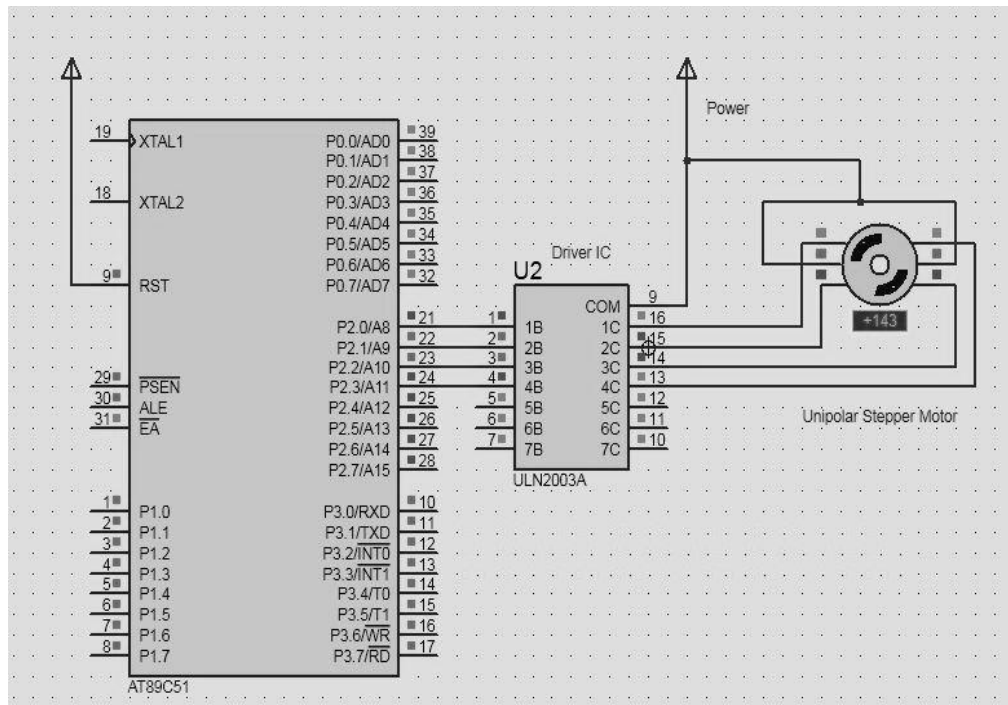 Power
19 XTAL1 P0.0/AD0 39
P0.1/AD1 38
P0.2/AD2 37
18 XTAL2 P0.3/AD3 36
P0.4/AD4 35
P0.5/AD5 34
P0.6/AD6 33
9 RST P0.7/AD7 32
P2.0/A8 21
P2.1/A9 22
P2.2/A10 23
29 PSEN P2.3/A11 24
30 ALE P2.4/A12 25
31 EA P2.5/A13 26
P2.6/A14 27
P2.7/A15 28
1 P1.0 P3.0/RXD 10
2 P1.1 P3.1/TXD 11
3 P1.2 P3.2/INT0 12
4 P1.3 P3.3/INT1 13
5 P1.4 P3.4/T0 14
6 P1.5 P3.5/T1 15
7 P1.6 P3.6/WR 16
8 P1.7 P3.7/RD 17
AT89C51
Driver IC
U2
COM 9
1 1B 1C 16
2 2B 2C 15
3 3B 3C 14
4 4B 4C 13
5 5B 5C 12
6 6B 6C 11
7 7B 7C 10
ULN2003A
+143
Unipolar Stepper Motor